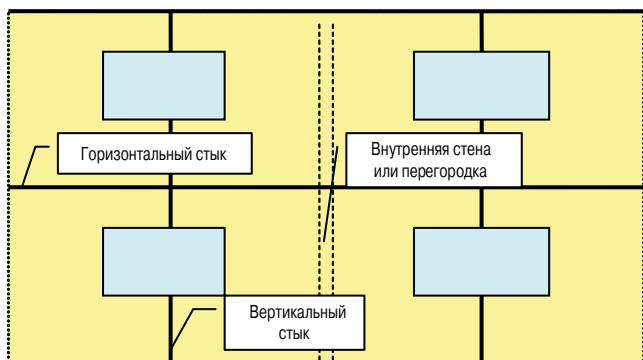 Горизонтальный стык
Внутренняя стена
или перегородка
Вертикальный
стык